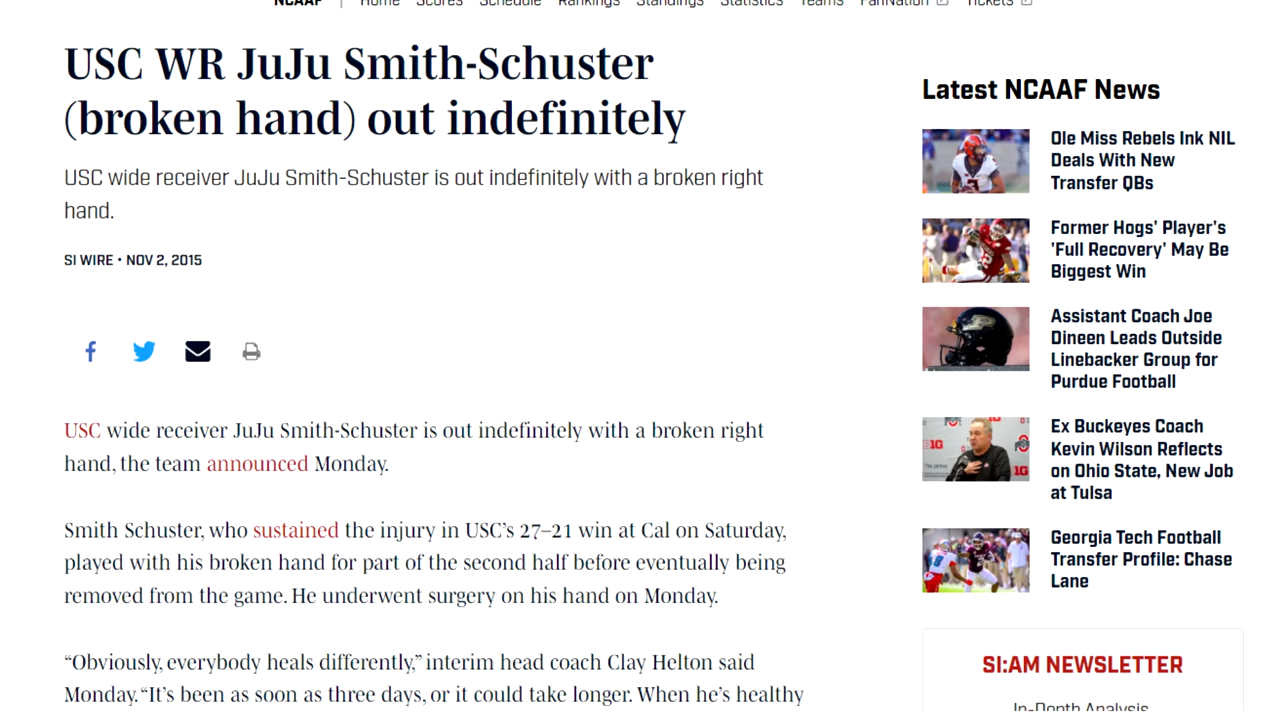 NCAAF | Home Scores Schedule Rankings Standings Statistics Teams FanNation Tickets
USC WR JuJu Smith-Schuster
(broken hand) out indefinitely
USC wide receiver JuJu Smith-Schuster is out indefinitely with a broken right
hand.
SI WIRE • NOV 2, 2015
USC wide receiver JuJu Smith-Schuster is out indefinitely with a broken right
hand, the team announced Monday.
Smith Schuster, who sustained the injury in USC’s 27–21 win at Cal on Saturday,
played with his broken hand for part of the second half before eventually being
removed from the game. He underwent surgery on his hand on Monday.
“Obviously, everybody heals differently,” interim head coach Clay Helton said
Monday. “It’s been as soon as three days, or it could take longer. When he’s healthy
Latest NCAAF News
Ole Miss Rebels Ink NIL
Deals With New
Transfer QBs
Former Hogs' Player's
'Full Recovery' May Be
Biggest Win
Assistant Coach Joe
Dineen Leads Outside
Linebacker Group for
Purdue Football
Ex Buckeyes Coach
Kevin Wilson Reflects
on Ohio State, New Job
at Tulsa
Georgia Tech Football
Transfer Profile: Chase
Lane
SI:AM NEWSLETTER
In-Depth Analysis